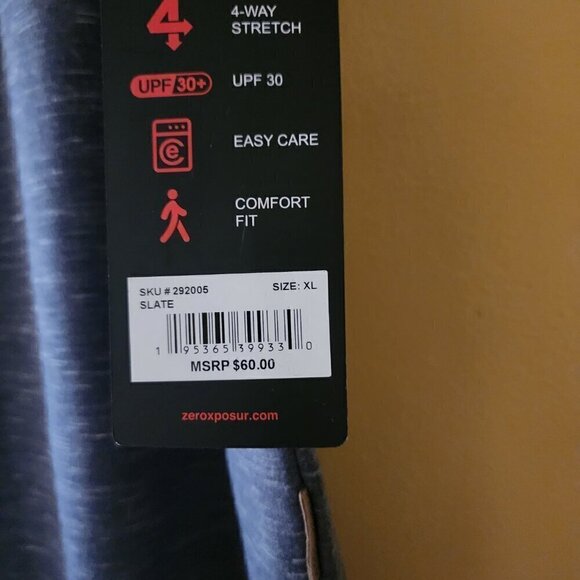 4
4-WAY
STRETCH
UPF 30+
UPF 30
e
EASY CARE
COMFORT
FIT
SKU # 292005 SIZE: XL
SLATE
1 95365 39933 0
MSRP $60.00
zeroxposur.com